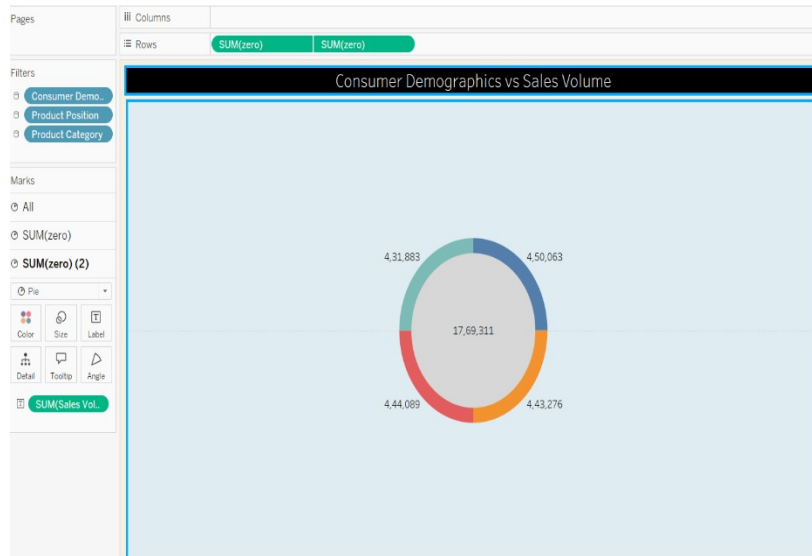 Pages
Columns
Rows
SUM(zero)
SUM(zero)
Filters
Consumer Demo..
Product Position
Product Category
Marks
All
SUM(zero)
SUM(zero) (2)
Pie
Color
Size
Label
Detail
Tooltip
Angle
SUM(Sales Vol..
Consumer Demographics vs Sales Volume
4,31,883
4,50,063
17,69,311
4,44,089
4,43,276